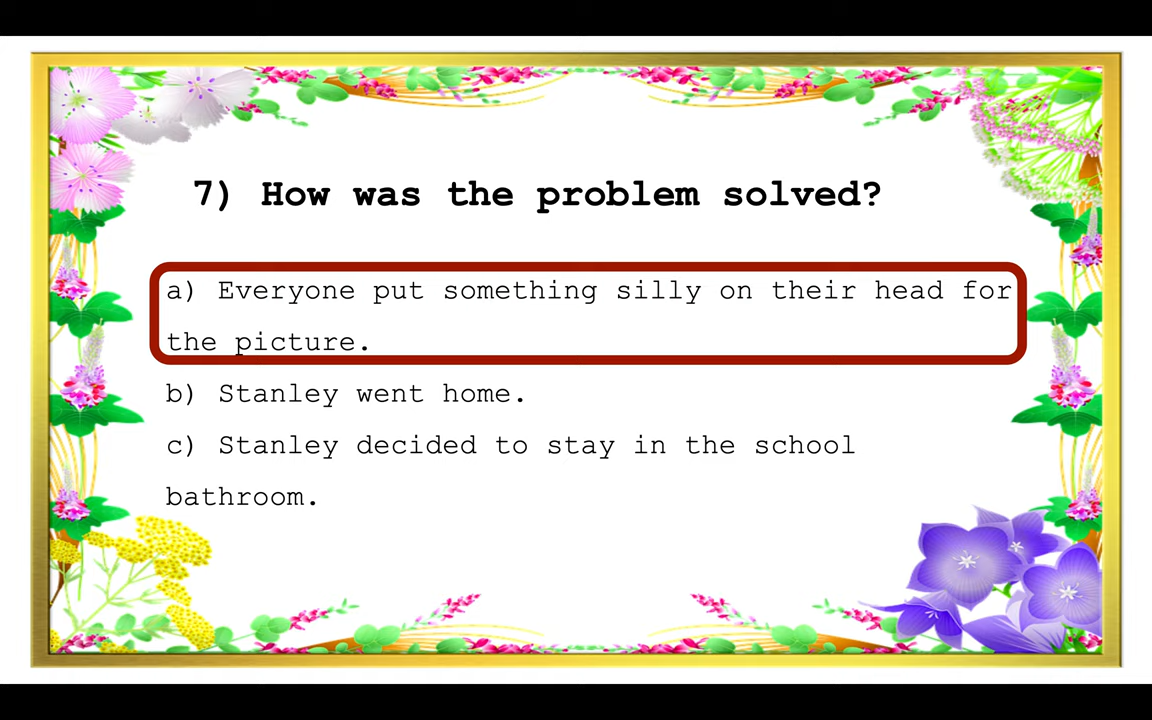 7) How was the problem solved?
a) Everyone put something silly on their head for
the picture.
b) Stanley went home.
c) Stanley decided to stay in the school
bathroom.